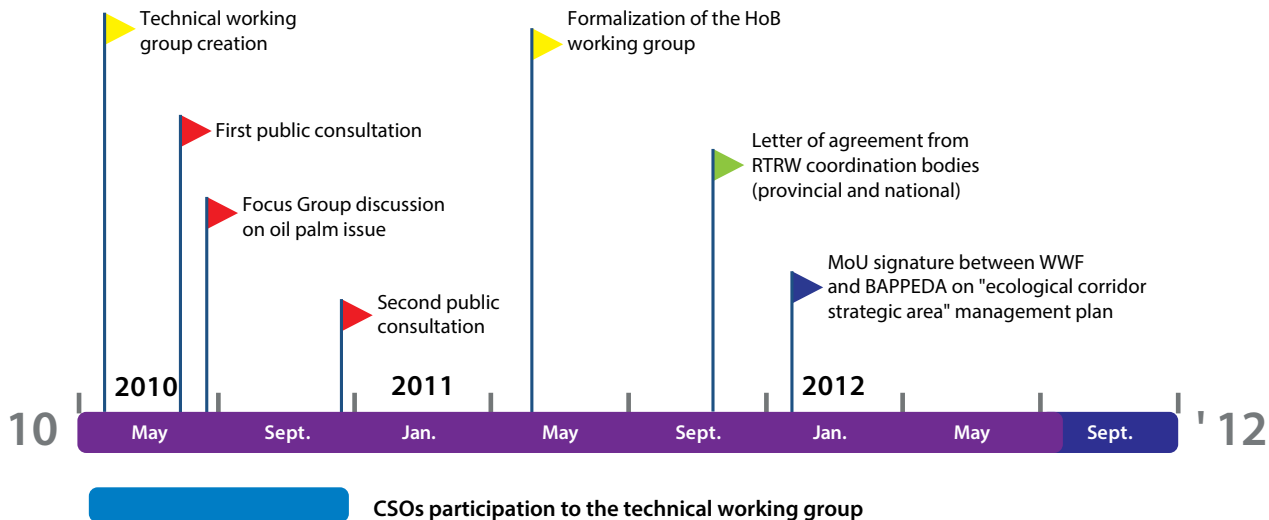 Technical working
group creation
Formalization of the HoB
working group
First public consultation
Letter of agreement from
RTRW coordination bodies
(provincial and national)
Focus Group discussion
on oil palm issue
MoU signature between WWF
and BAPPEDA on "ecological corridor
strategic area" management plan
Second public
consultation
2010
2011
2012
10
May
Sept.
Jan.
May
Sept.
Jan.
May
Sept.
' 12
CSOs participation to the technical working group